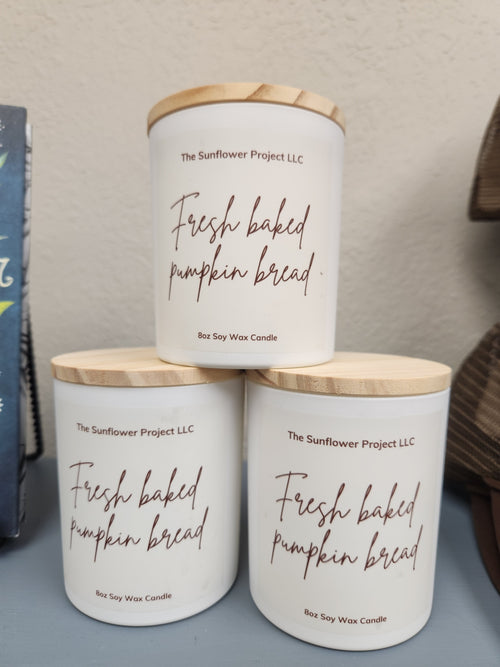 The Sunflower Project LLC
Fresh baked
pumpkin bread
8oz Soy Wax Candle
The Sunflower Project LLC
Fresh baked
pumpkin bread
8oz Soy Wax Candle
The Sunflower Project LLC
Fresh baked
pumpkin bread
8oz Soy Wax Candle